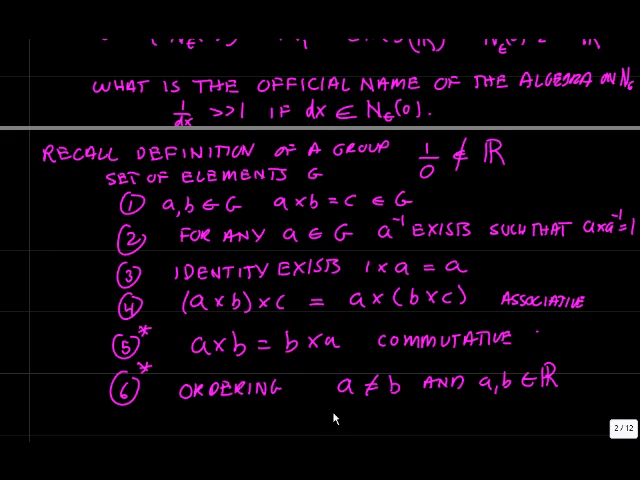 WHAT IS THE OFFICIAL NAME OF THE ALGEBRA ON Nε
1/dx >> 1 IF dx ∈ Nε(0).
RECALL DEFINITION OF A GROUP 1/0 ∉ ℝ
SET OF ELEMENTS G
① a,b ∈ G a×b = c ∈ G
② FOR ANY a ∈ G a⁻¹ EXISTS SUCH THAT a×a⁻¹=1
③ IDENTITY EXISTS 1×a = a
④ (a×b)×c = a×(b×c) ASSOCIATIVE
⑤* a×b = b×a COMMUTATIVE
⑥* ORDERING a ≠ b AND a,b ∈ ℝ
2 / 12